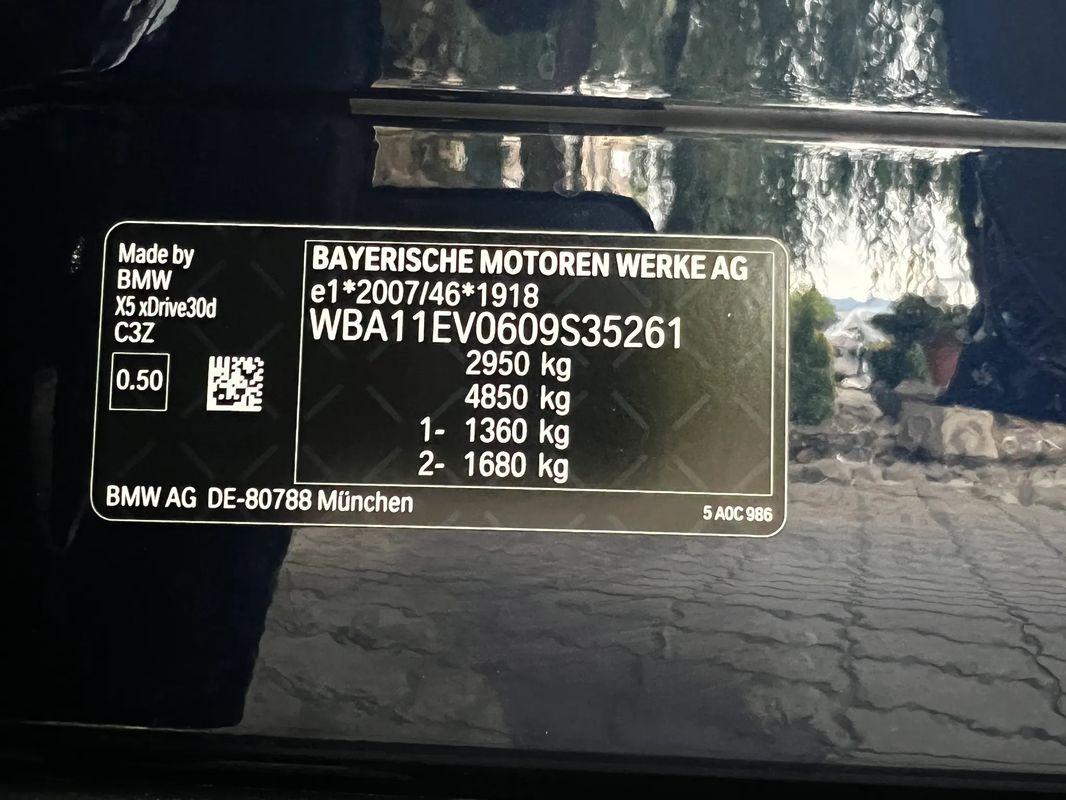 Made by
BMW
X5 xDrive30d
C3Z
0.50
BAYERISCHE MOTOREN WERKE AG
e1*2007/46*1918
WBA11EV0609S35261
2950 kg
4850 kg
1- 1360 kg
2- 1680 kg
BMW AG DE-80788 München
5 A0C 986